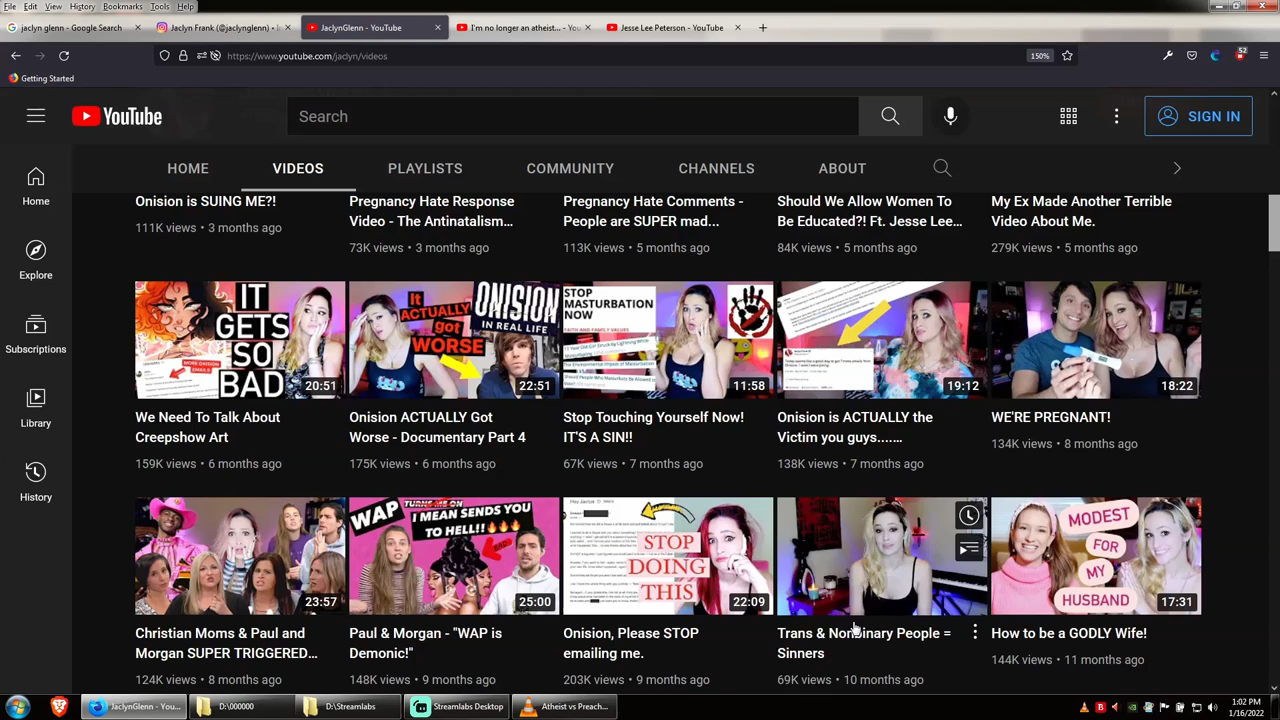 File Edit View History Bookmarks Tools Help
jaclyn glenn - Google Search
Jaclyn Frank (@jaclynglenn) •
JaclynGlenn - YouTube
I'm no longer an atheist... - You
Jesse Lee Peterson - YouTube
https://www.youtube.com/jaclyn/videos
150%
52
Getting Started
YouTube
Search
SIGN IN
HOME
VIDEOS
PLAYLISTS
COMMUNITY
CHANNELS
ABOUT
Home
Explore
Subscriptions
Library
History
Onision is SUING ME?!
111K views • 3 months ago
Pregnancy Hate Response
Video - The Antinatalism...
73K views • 3 months ago
Pregnancy Hate Comments -
People are SUPER mad...
113K views • 5 months ago
Should We Allow Women To
Be Educated?! Ft. Jesse Lee...
84K views • 5 months ago
My Ex Made Another Terrible
Video About Me.
279K views • 5 months ago
IT
GETS
SO
BAD
20:51
We Need To Talk About
Creepshow Art
159K views • 6 months ago
It
ACTUALLY
got
WORSE
ONISION
IN REAL LIFE
22:51
Onision ACTUALLY Got
Worse - Documentary Part 4
175K views • 6 months ago
STOP
MASTURBATION
NOW
FAITH AND FAMILY VALUES
11:58
Stop Touching Yourself Now!
IT'S A SIN!!
67K views • 7 months ago
19:12
Onision is ACTUALLY the
Victim you guys......
138K views • 7 months ago
18:22
WE'RE PREGNANT!
134K views • 8 months ago
23:57
Christian Moms & Paul and
Morgan SUPER TRIGGERED...
124K views • 8 months ago
WAP
TURNS ME ON
I MEAN SENDS YOU
TO HELL!!
25:00
Paul & Morgan - "WAP is
Demonic!"
148K views • 9 months ago
Hey Jaclyn
STOP
DOING
THIS
22:09
Onision, Please STOP
emailing me.
203K views • 9 months ago
Trans & Nonbinary People =
Sinners
69K views • 10 months ago
MODEST
FOR
MY
HUSBAND
17:31
How to be a GODLY Wife!
144K views • 11 months ago
JaclynGlenn - You...
D:\000000
D:\Streamlabs
Streamlabs Desktop
Atheist vs Preach...
1:02 PM
1/16/2022